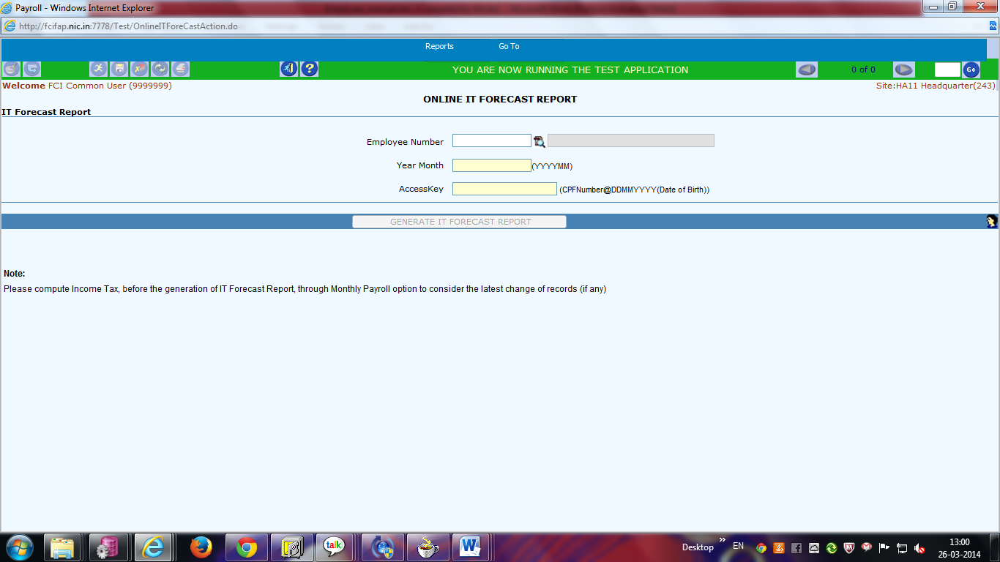 Payroll - Windows Internet Explorer
http://fcifap.nic.in:7778/Test/OnlineITForeCastAction.do
Reports Go To
YOU ARE NOW RUNNING THE TEST APPLICATION 0 of 0 Go
Welcome FCI Common User (9999999) Site:HA11 Headquarter(243)
ONLINE IT FORECAST REPORT
IT Forecast Report
Employee Number
Year Month (YYYYMM)
AccessKey (CPFNumber@DDMMYYYY(Date of Birth))
GENERATE IT FORECAST REPORT
Note:
Please compute Income Tax, before the generation of IT Forecast Report, through Monthly Payroll option to consider the latest change of records (if any)
talk
Desktop » EN 13:00
26-03-2014